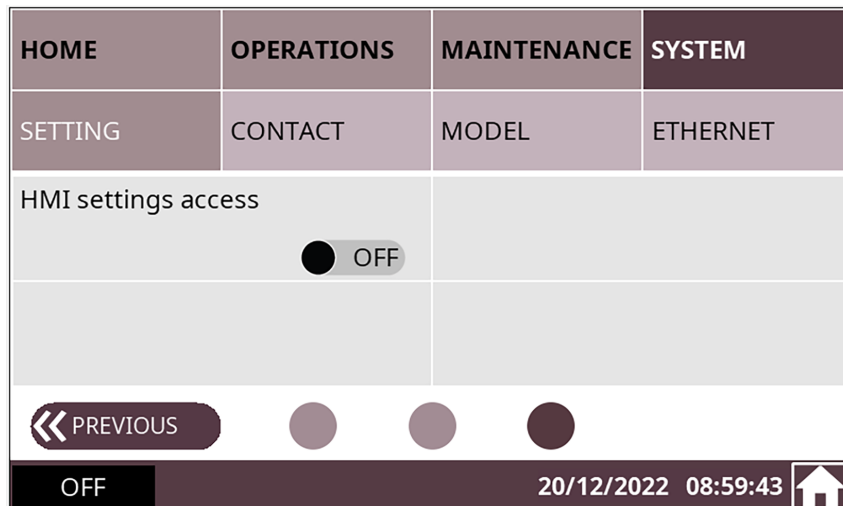 HOME OPERATIONS MAINTENANCE SYSTEM
SETTING CONTACT MODEL ETHERNET
HMI settings access
OFF
PREVIOUS
OFF 20/12/2022 08:59:43